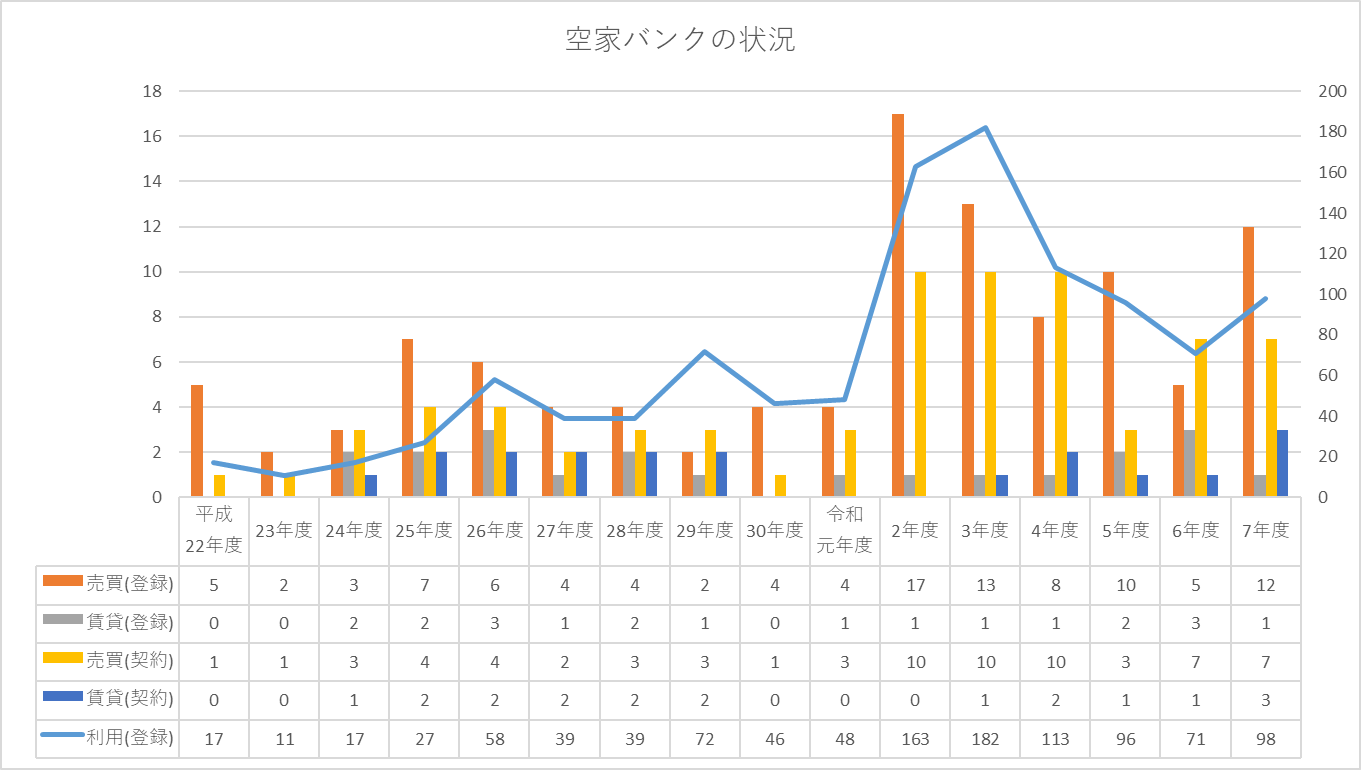 空家バンクの状況
18 200
16 180
14 160
12 140
10 120
8 100
6 80
4 60
2 40
0 20
0
平成
22年度 23年度 24年度 25年度 26年度 27年度 28年度 29年度 30年度 令和
元年度 2年度 3年度 4年度 5年度 6年度 7年度
売買(登録) 5 2 3 7 6 4 4 2 4 4 17 13 8 10 5 12
賃貸(登録) 0 0 2 2 3 1 2 1 0 1 1 1 1 2 3 1
売買(契約) 1 1 3 4 4 2 3 3 1 3 10 10 10 3 7 7
賃貸(契約) 0 0 1 2 2 2 2 2 0 0 0 1 2 1 1 3
利用(登録) 17 11 17 27 58 39 39 72 46 48 163 182 113 96 71 98